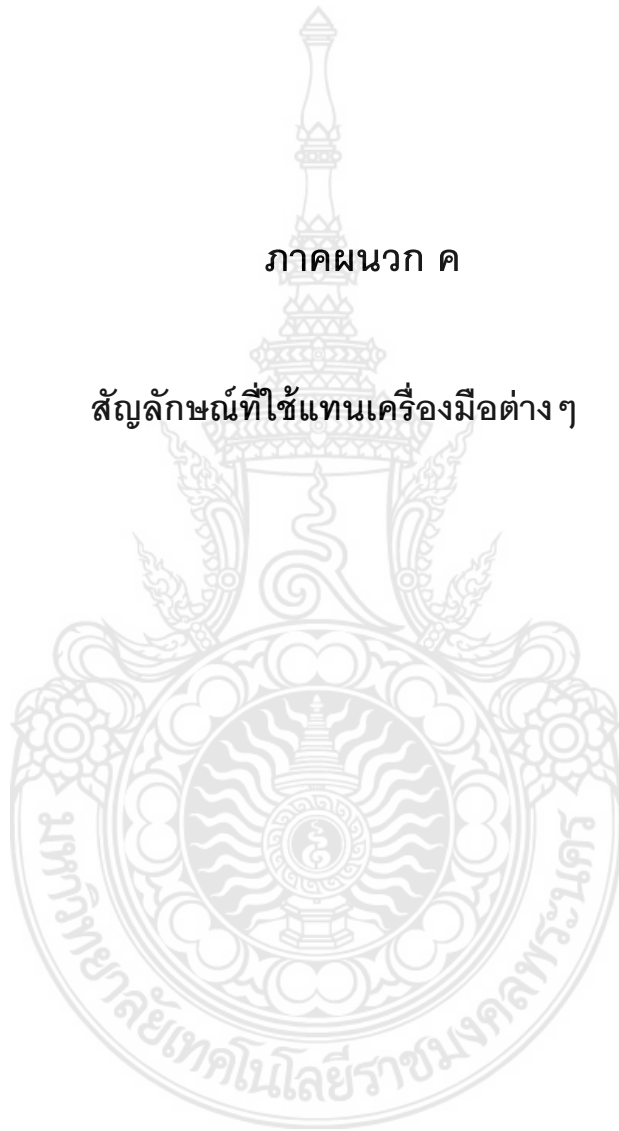 ภาคผนวก ค
สัญลักษณ์ที่ใช้แทนเครื่องมือต่างๆ
มหาวิทยาลัยเทคโนโลยีราชมงคลพระนคร